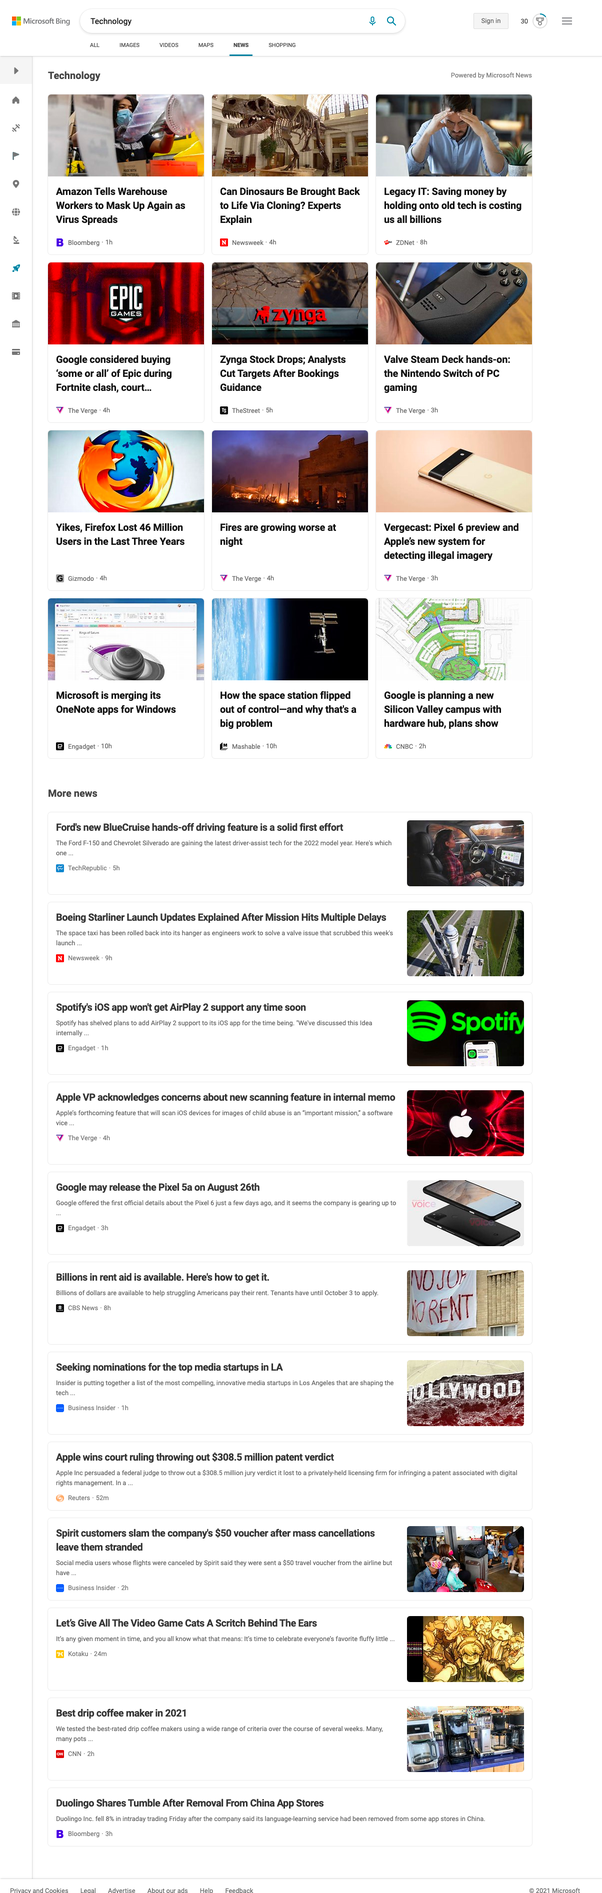 Microsoft Bing
Technology
Sign in
30
ALL IMAGES VIDEOS MAPS NEWS SHOPPING
Technology
Powered by Microsoft News
Amazon Tells Warehouse
Workers to Mask Up Again as
Virus Spreads
Bloomberg · 1h
Can Dinosaurs Be Brought Back
to Life Via Cloning? Experts
Explain
Newsweek · 4h
Legacy IT: Saving money by
holding onto old tech is costing
us all billions
ZDNet · 8h
EPIC
GAMES
Google considered buying
‘some or all’ of Epic during
Fortnite clash, court...
The Verge · 4h
zynga
Zynga Stock Drops; Analysts
Cut Targets After Bookings
Guidance
TheStreet · 5h
Valve Steam Deck hands-on:
the Nintendo Switch of PC
gaming
The Verge · 3h
Yikes, Firefox Lost 46 Million
Users in the Last Three Years
Gizmodo · 4h
Fires are growing worse at
night
The Verge · 4h
Vergecast: Pixel 6 preview and
Apple’s new system for
detecting illegal imagery
The Verge · 3h
Microsoft is merging its
OneNote apps for Windows
Engadget · 10h
How the space station flipped
out of control—and why that's a
big problem
Mashable · 10h
Google is planning a new
Silicon Valley campus with
hardware hub, plans show
CNBC · 2h
More news
Ford's new BlueCruise hands-off driving feature is a solid first effort
The Ford F-150 and Chevrolet Silverado are gaining the latest driver-assist tech for the 2022 model year. Here's which
one ...
TechRepublic · 5h
Boeing Starliner Launch Updates Explained After Mission Hits Multiple Delays
The space taxi has been rolled back into its hanger as engineers work to solve a valve issue that scrubbed this week's
launch ...
Newsweek · 9h
Spotify's iOS app won't get AirPlay 2 support any time soon
Spotify has shelved plans to add AirPlay 2 support to its iOS app for the time being. “We've discussed this Idea
internally ...
Engadget · 1h
Spotify
Apple VP acknowledges concerns about new scanning feature in internal memo
Apple’s forthcoming feature that will scan iOS devices for images of child abuse is an “important mission,” a software
vice ...
The Verge · 4h
Google may release the Pixel 5a on August 26th
Google offered the first official details about the Pixel 6 just a few days ago, and it seems the company is gearing up to
...
Engadget · 3h
voice
Billions in rent aid is available. Here's how to get it.
Billions of dollars are available to help struggling Americans pay their rent. Tenants have until October 3 to apply.
CBS News · 8h
NO JOB
NO RENT
Seeking nominations for the top media startups in LA
Insider is putting together a list of the most compelling, innovative media startups in Los Angeles that are shaping the
tech ...
Business Insider · 1h
HOLLYWOOD
Apple wins court ruling throwing out $308.5 million patent verdict
Apple Inc persuaded a federal judge to throw out a $308.5 million jury verdict it lost to a privately-held licensing firm for infringing a patent associated with digital
rights management. In a ...
Reuters · 52m
Spirit customers slam the company's $50 voucher after mass cancellations
leave them stranded
Social media users whose flights were canceled by Spirit said they were sent a $50 travel voucher from the airline but
have ...
Business Insider · 2h
Let’s Give All The Video Game Cats A Scritch Behind The Ears
It’s any given moment in time, and you all know what that means: It’s time to celebrate everyone’s favorite fluffy little ...
Kotaku · 24m
Best drip coffee maker in 2021
We tested the best-rated drip coffee makers using a wide range of criteria over the course of several weeks. Many,
many pots ...
CNN · 2h
Duolingo Shares Tumble After Removal From China App Stores
Duolingo Inc. fell 8% in intraday trading Friday after the company said its language-learning service had been removed from some app stores in China.
Bloomberg · 3h
Privacy and Cookies Legal Advertise About our ads Help Feedback
© 2021 Microsoft